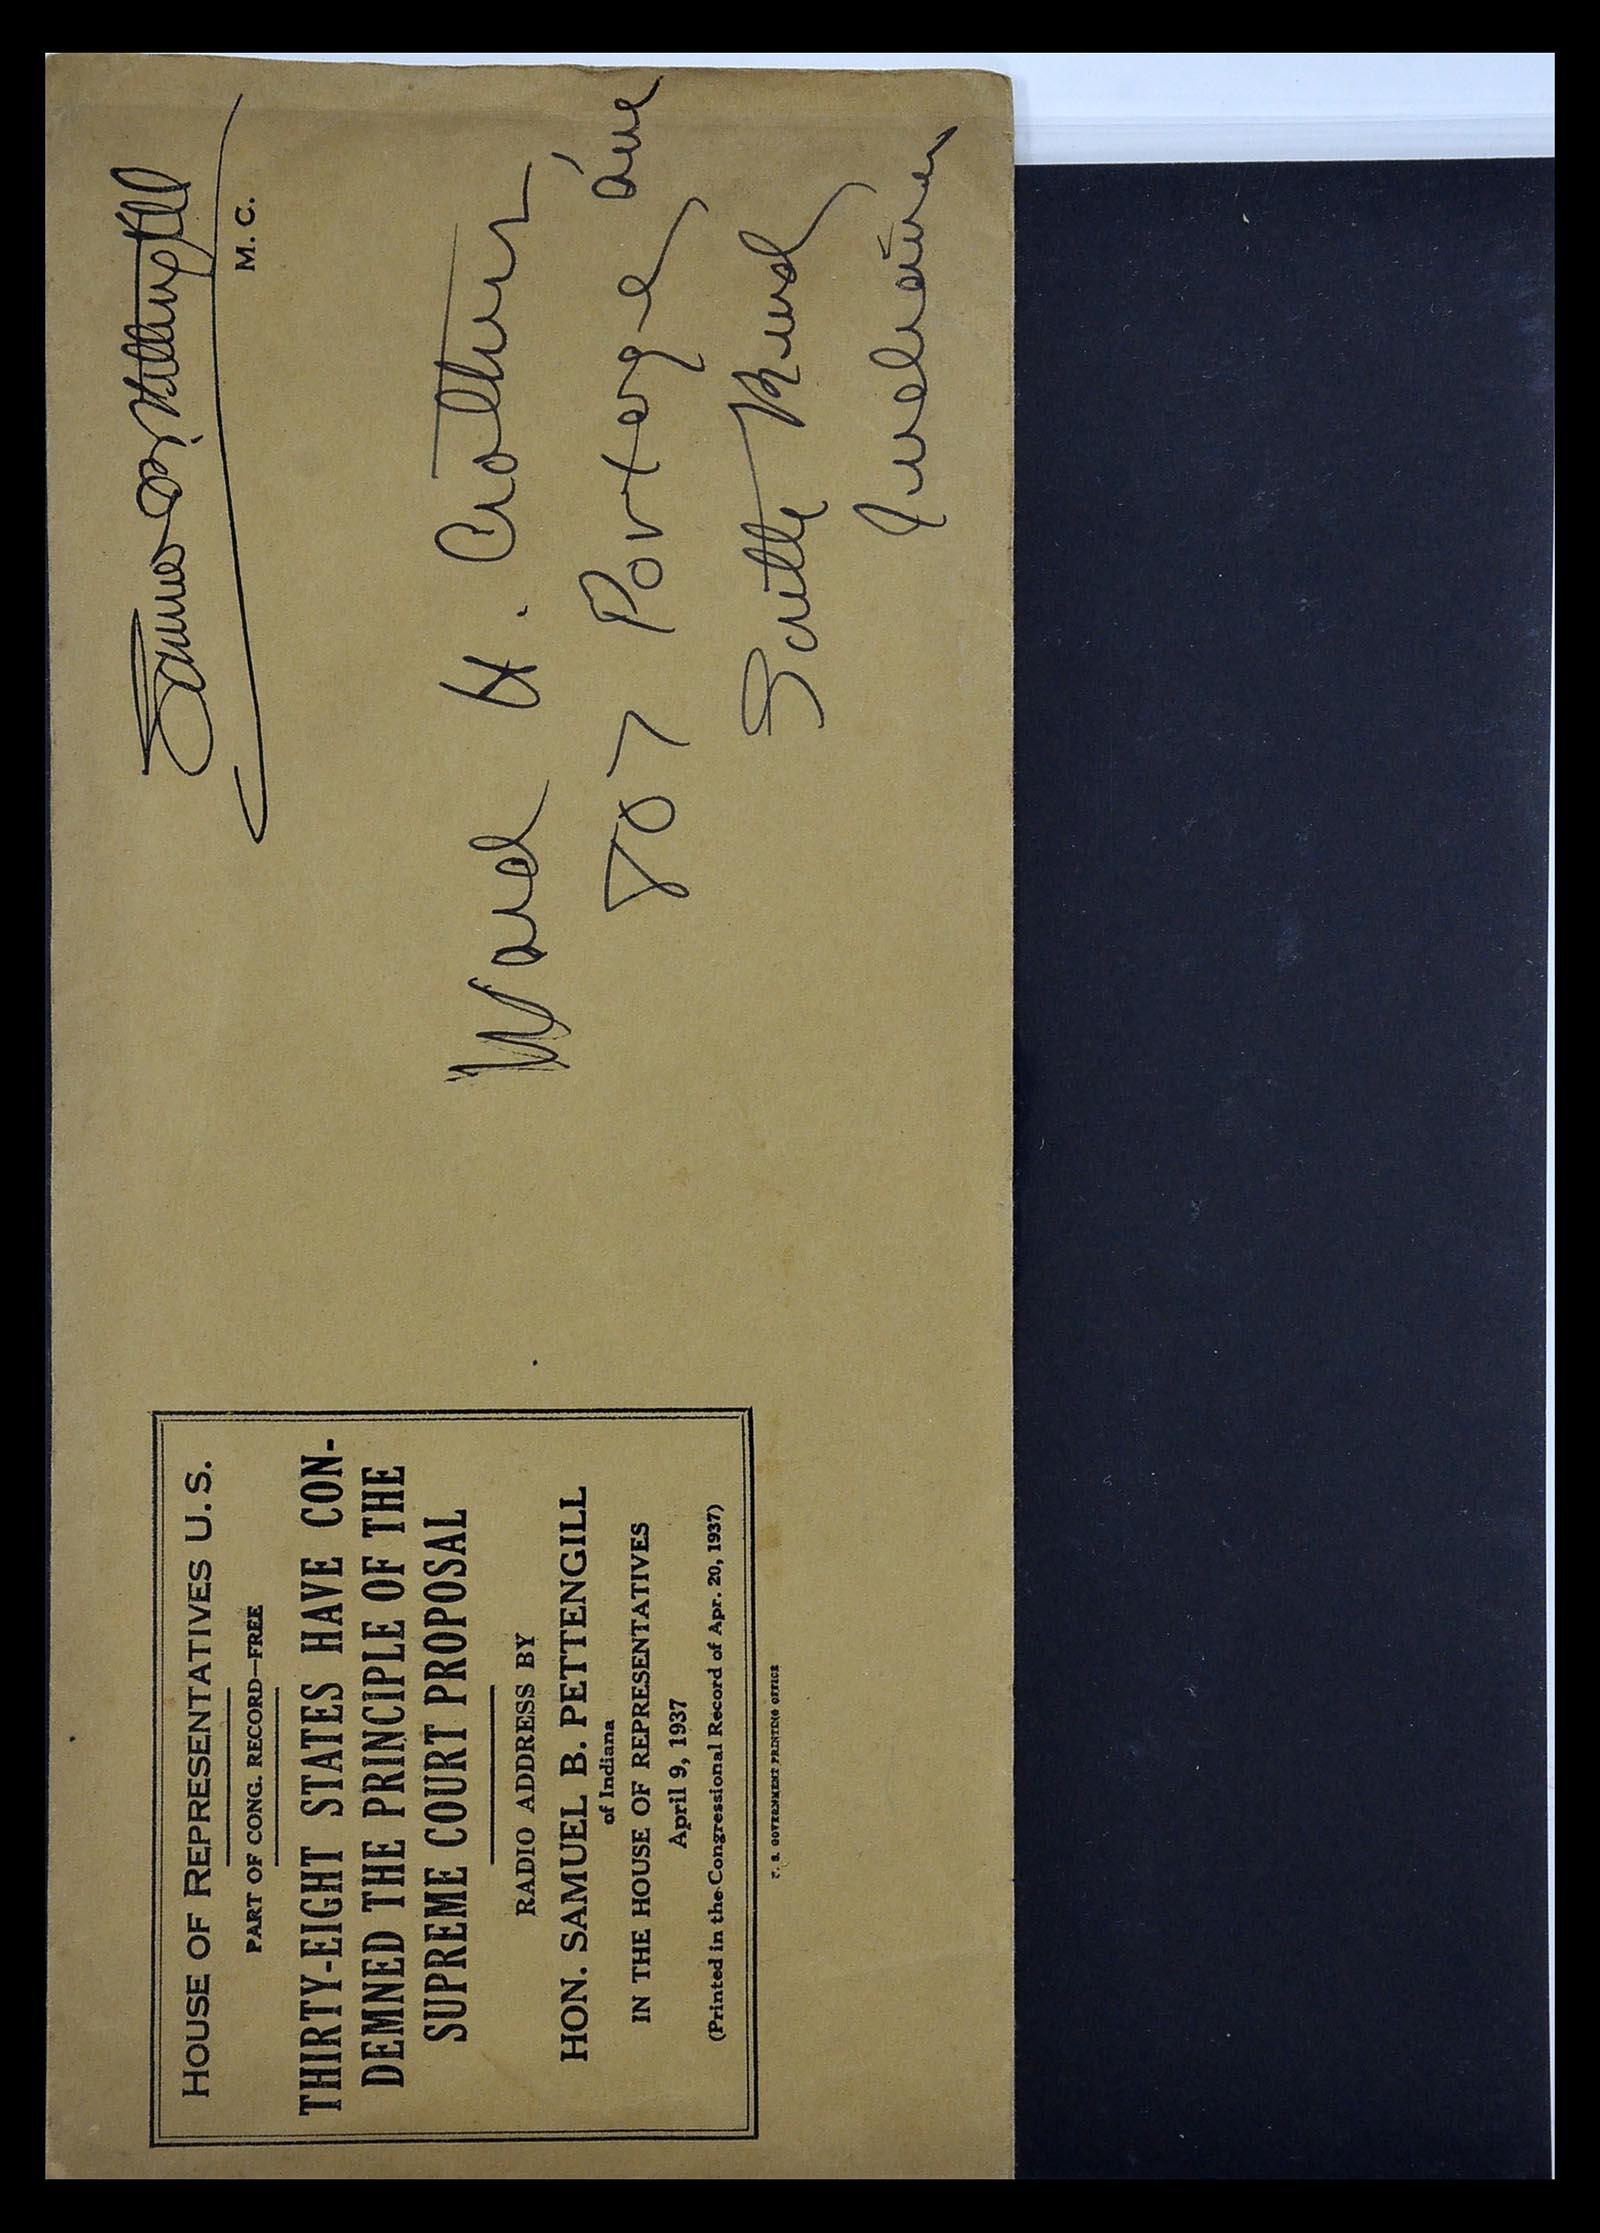 HOUSE OF REPRESENTATIVES U. S.
PART OF CONG. RECORD—FREE
THIRTY-EIGHT STATES HAVE CON-
DEMNED THE PRINCIPLE OF THE
SUPREME COURT PROPOSAL
RADIO ADDRESS BY
HON. SAMUEL B. PETTENGILL
of Indiana
IN THE HOUSE OF REPRESENTATIVES
April 9, 1937
(Printed in the Congressional Record of Apr. 20, 1937)
U. S. GOVERNMENT PRINTING OFFICE
Samuel B. Pettengill
M. C.
Ward H. Crothers
807 Portage Ave
South Bend
Indiana